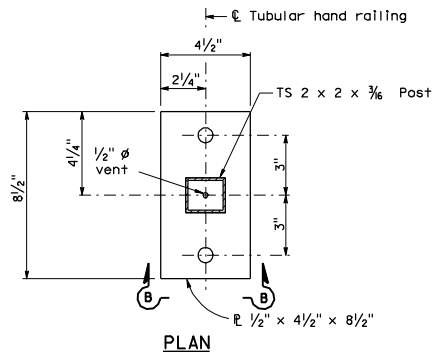 ℄ Tubular hand railing
4½"
2¼"
TS 2 x 2 x ³⁄₁₆ Post
4¼"
½" Ø
vent
3"
8½"
3"
B
B
℄ ½" x 4½" x 8½"
PLAN